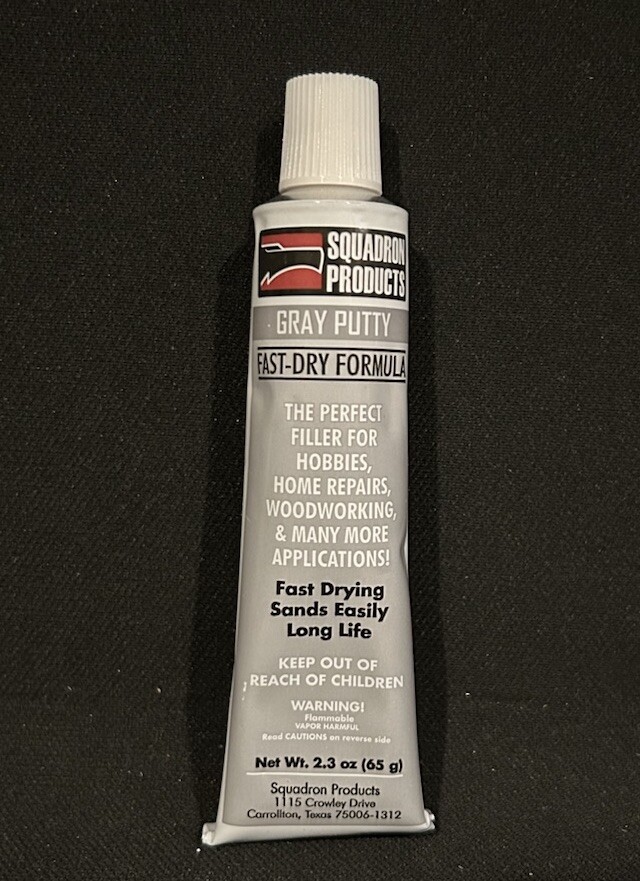 SQUADRON
PRODUCTS
GRAY PUTTY
FAST-DRY FORMULA
THE PERFECT
FILLER FOR
HOBBIES,
HOME REPAIRS,
WOODWORKING,
& MANY MORE
APPLICATIONS!
Fast Drying
Sands Easily
Long Life
KEEP OUT OF
REACH OF CHILDREN
WARNING!
Flammable
VAPOR HARMFUL
Read CAUTIONS on reverse side
Net Wt. 2.3 oz (65 g)
Squadron Products
1115 Crowley Drive
Carrollton, Texas 75006-1312